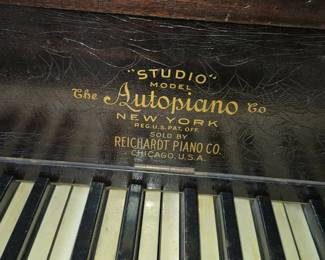 "STUDIO"
MODEL
The Autopiano Co
NEW YORK
REG. U.S. PAT. OFF.
SOLD BY
REICHARDT PIANO CO.
CHICAGO, U.S.A.